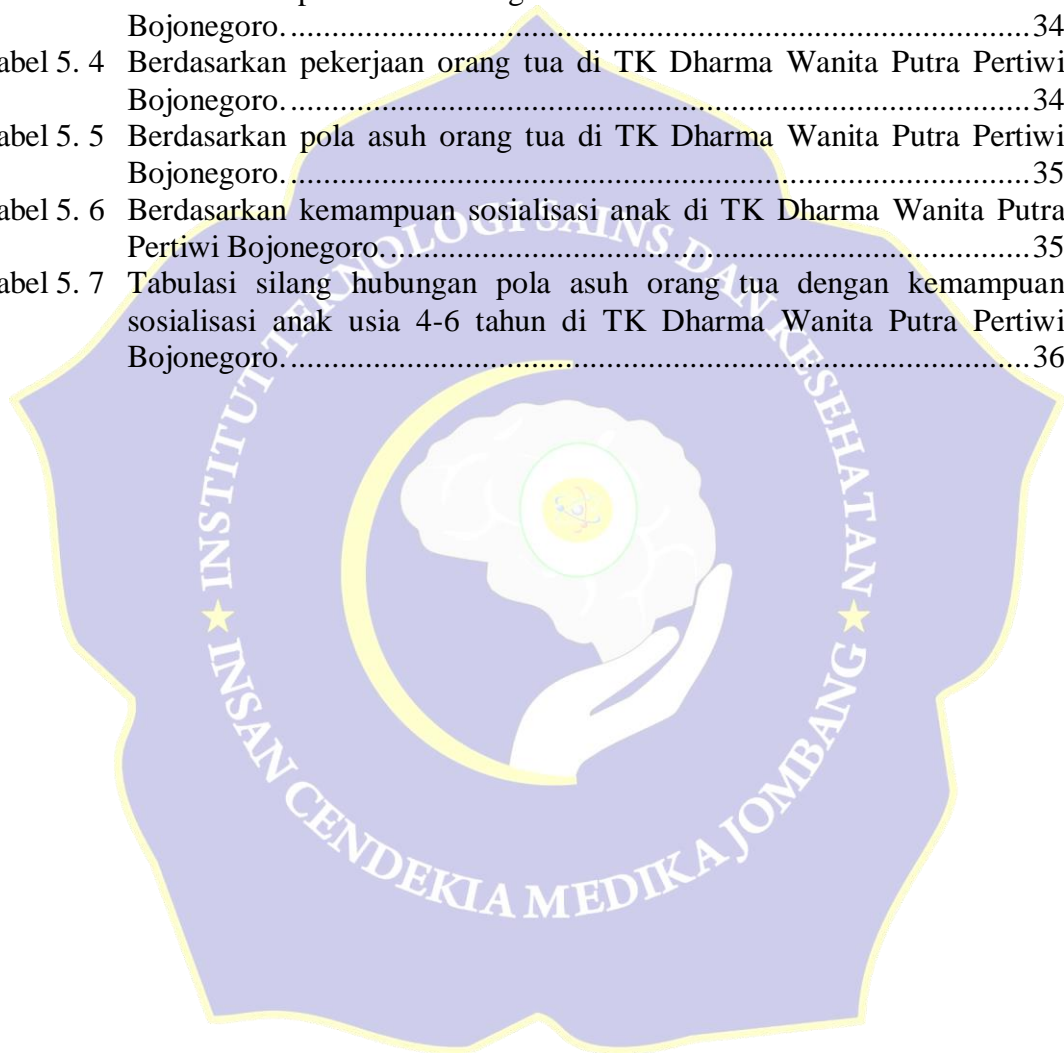 Bojonegoro. ................................................................................ 34
abel 5. 4 Berdasarkan pekerjaan orang tua di TK Dharma Wanita Putra Pertiwi
Bojonegoro. ................................................................................ 34
abel 5. 5 Berdasarkan pola asuh orang tua di TK Dharma Wanita Putra Pertiwi
Bojonegoro. ................................................................................ 35
abel 5. 6 Berdasarkan kemampuan sosialisasi anak di TK Dharma Wanita Putra
Pertiwi Bojonegoro. ................................................................... 35
abel 5. 7 Tabulasi silang hubungan pola asuh orang tua dengan kemampuan
sosialisasi anak usia 4-6 tahun di TK Dharma Wanita Putra Pertiwi
Bojonegoro. ................................................................................ 36
INSTITUT TEKNOLOGI SAINS DAN KESEHATAN
INSAN CENDEKIA MEDIKA JOMBANG